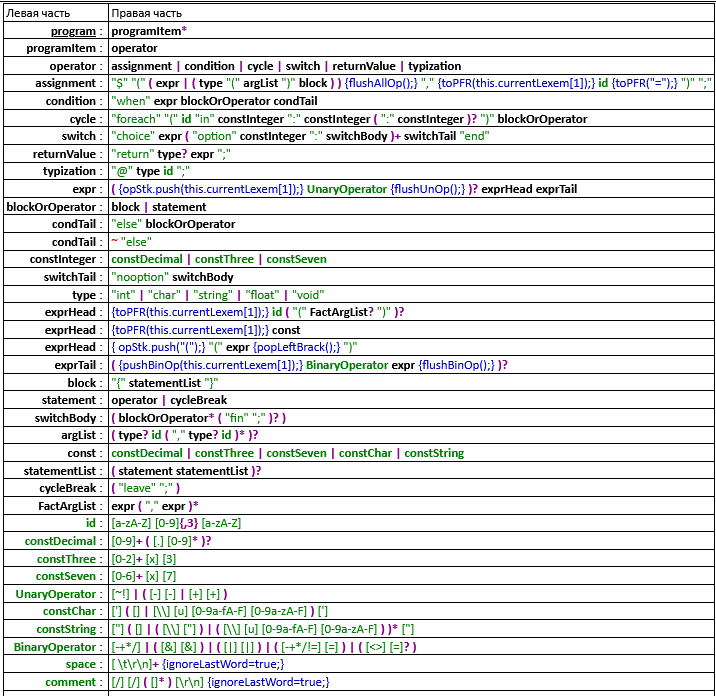 Левая часть Правая часть
program : programItem*
programItem : operator
operator : assignment | condition | cycle | switch | returnValue | typization
assignment : "$" "(" ( expr | ( type "(" argList ")" block ) ) {flushAllOp();} "," {toPFR(this.currentLexem[1]);} id {toPFR("=");} ")" ";"
condition : "when" expr blockOrOperator condTail
cycle : "foreach" "(" id "in" constInteger ":" constInteger ( ":" constInteger )? ")" blockOrOperator
switch : "choice" expr ( "option" constInteger ":" switchBody )+ switchTail "end"
returnValue : "return" type? expr ";"
typization : "@" type id ";"
expr : ( {opStk.push(this.currentLexem[1]);} UnaryOperator {flushUnOp();} )? exprHead exprTail
blockOrOperator : block | statement
condTail : "else" blockOrOperator
condTail : ~ "else"
constInteger : constDecimal | constThree | constSeven
switchTail : "nooption" switchBody
type : "int" | "char" | "string" | "float" | "void"
exprHead : {toPFR(this.currentLexem[1]);} id ( "(" FactArgList? ")" )?
exprHead : {toPFR(this.currentLexem[1]);} const
exprHead : { opStk.push("(");} "(" expr {popLeftBrack();} ")"
exprTail : ( {pushBinOp(this.currentLexem[1]);} BinaryOperator expr {flushBinOp();} )?
block : "{" statementList "}"
statement : operator | cycleBreak
switchBody : ( blockOrOperator* ( "fin" ";" )? )
argList : ( type? id ( "," type? id )* )?
const : constDecimal | constThree | constSeven | constChar | constString
statementList : ( statement statementList )?
cycleBreak : ( "leave" ";" )
FactArgList : expr ( "," expr )*
id : [a-zA-Z] [0-9]{,3} [a-zA-Z]
constDecimal : [0-9]+ ( [.] [0-9]* )?
constThree : [0-2]+ [x] [3]
constSeven : [0-6]+ [x] [7]
UnaryOperator : [~!] | ( [-] [-] | [+] [+] )
constChar : ['] ( [] | [\\] [u] [0-9a-fA-F] [0-9a-zA-F] ) [']
constString : ["] ( [] | ( [\\] ["] ) | ( [\\] [u] [0-9a-fA-F] [0-9a-zA-F] ) )* ["]
BinaryOperator : [-+*/] | ( [&] [&] ) | ( [|] [|] ) | ( [-+*/!=] [=] ) | ( [<>] [=]? )
space : [ \t\r\n]+ {ignoreLastWord=true;}
comment : [/] [/] ( []* ) [\r\n] {ignoreLastWord=true;}